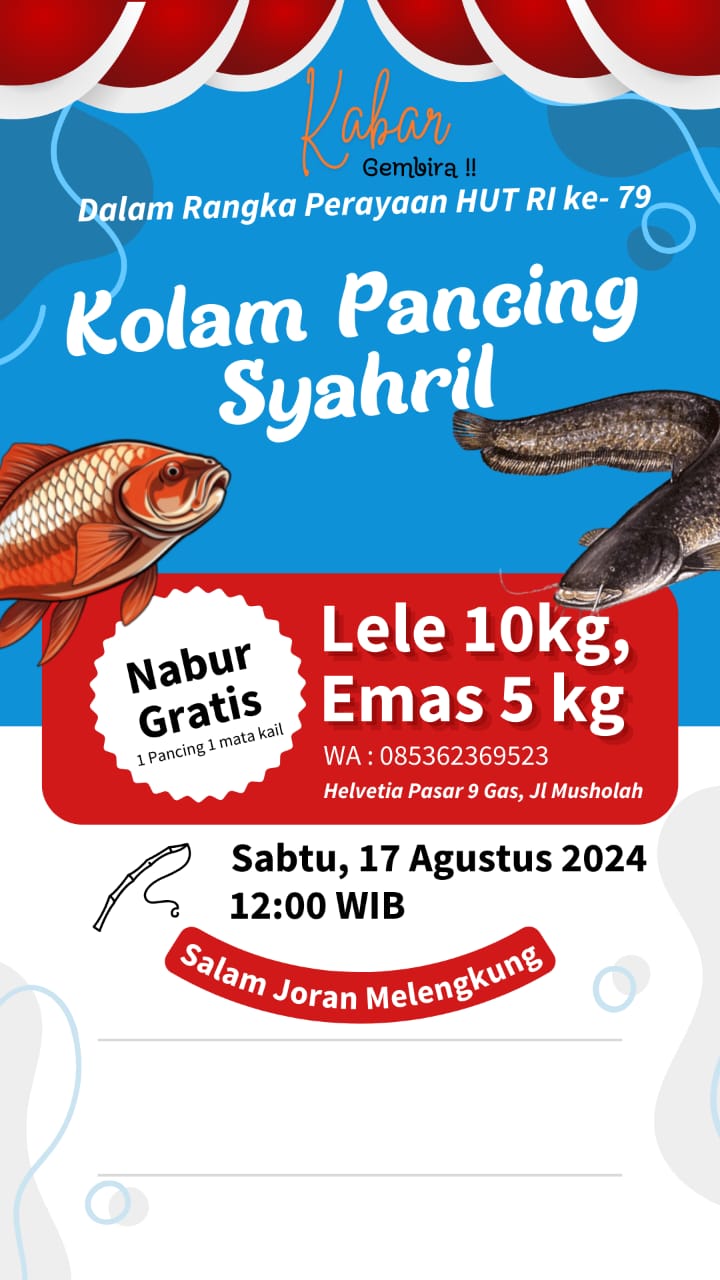 Kabar
Gembira !!
Dalam Rangka Perayaan HUT RI ke- 79
Kolam Pancing
Syahril
Nabur
Gratis
1 Pancing 1 mata kail
Lele 10kg,
Emas 5 kg
WA : 085362369523
Helvetia Pasar 9 Gas, Jl Musholah
Sabtu, 17 Agustus 2024
12:00 WIB
Salam Joran Melengkung